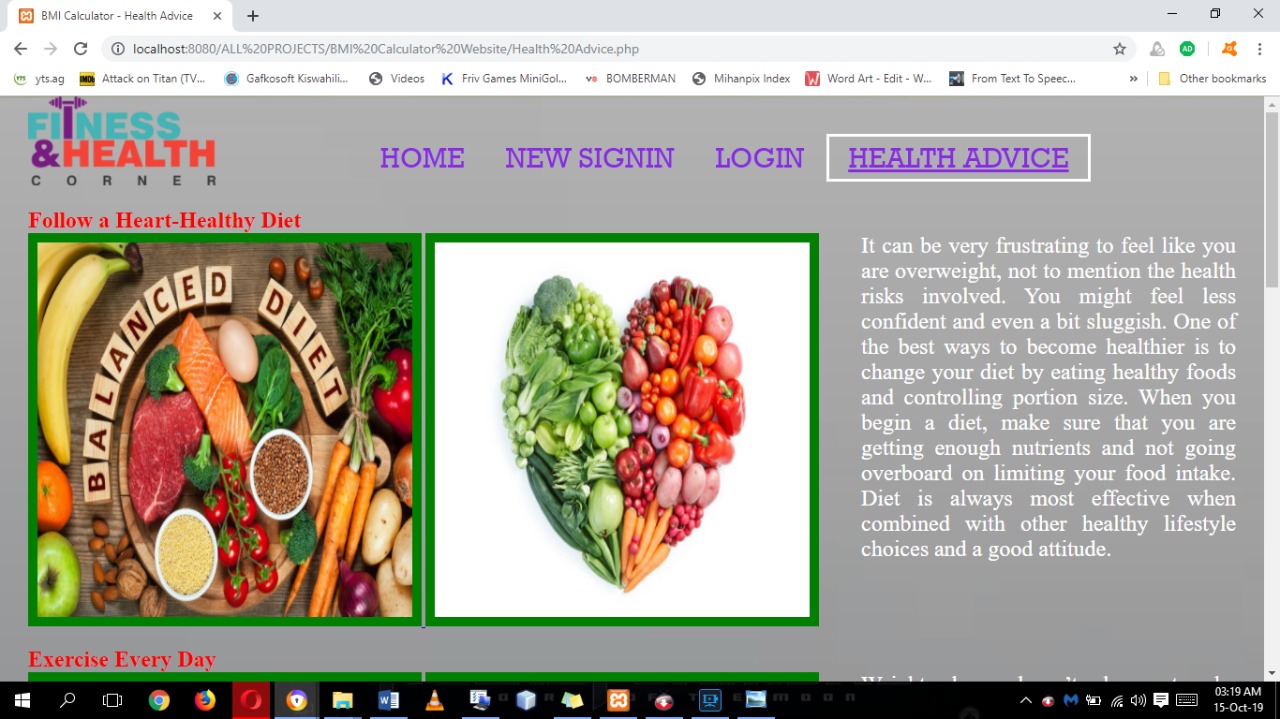 BMI Calculator - Health Advice
localhost:8080/ALL%20PROJECTS/BMI%20Calculator%20Website/Health%20Advice.php
yts.ag Attack on Titan (TV... Gafkosoft Kiswahili... Videos Friv Games MiniGol... BOMBERMAN Mihanpix Index Word Art - Edit - W... From Text To Speec... » Other bookmarks
FITNESS
&HEALTH
CORNER
HOME NEW SIGNIN LOGIN HEALTH ADVICE
Follow a Heart-Healthy Diet
BALANCED DIET
It can be very frustrating to feel like you
are overweight, not to mention the health
risks involved. You might feel less
confident and even a bit sluggish. One of
the best ways to become healthier is to
change your diet by eating healthy foods
and controlling portion size. When you
begin a diet, make sure that you are
getting enough nutrients and not going
overboard on limiting your food intake.
Diet is always most effective when
combined with other healthy lifestyle
choices and a good attitude.
Exercise Every Day
03:19 AM
15-Oct-19